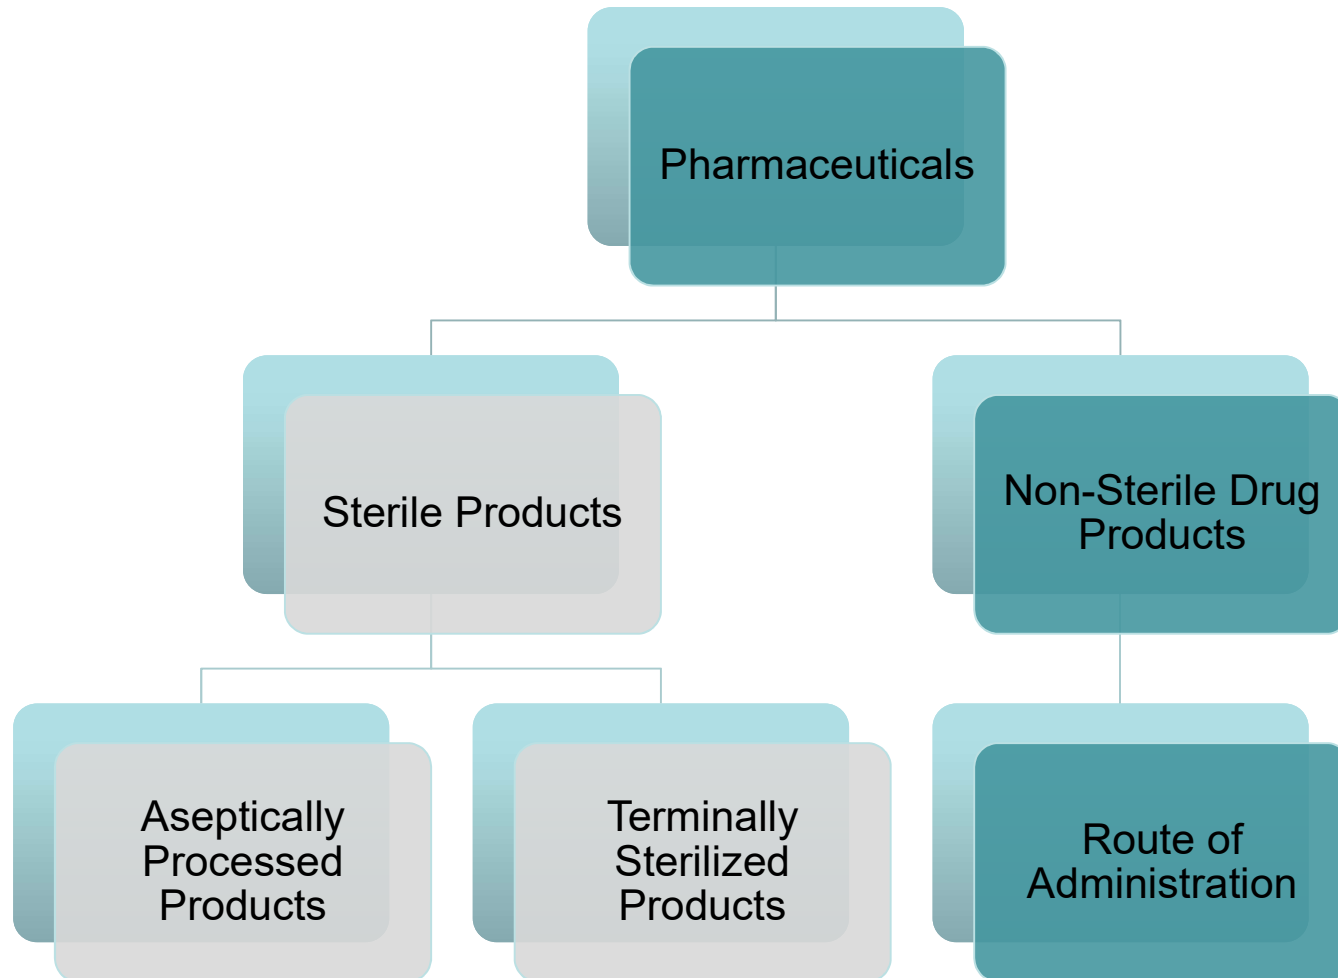 Pharmaceuticals
Sterile Products
Non-Sterile Drug
Products
Aseptically
Processed
Products
Terminally
Sterilized
Products
Route of
Administration